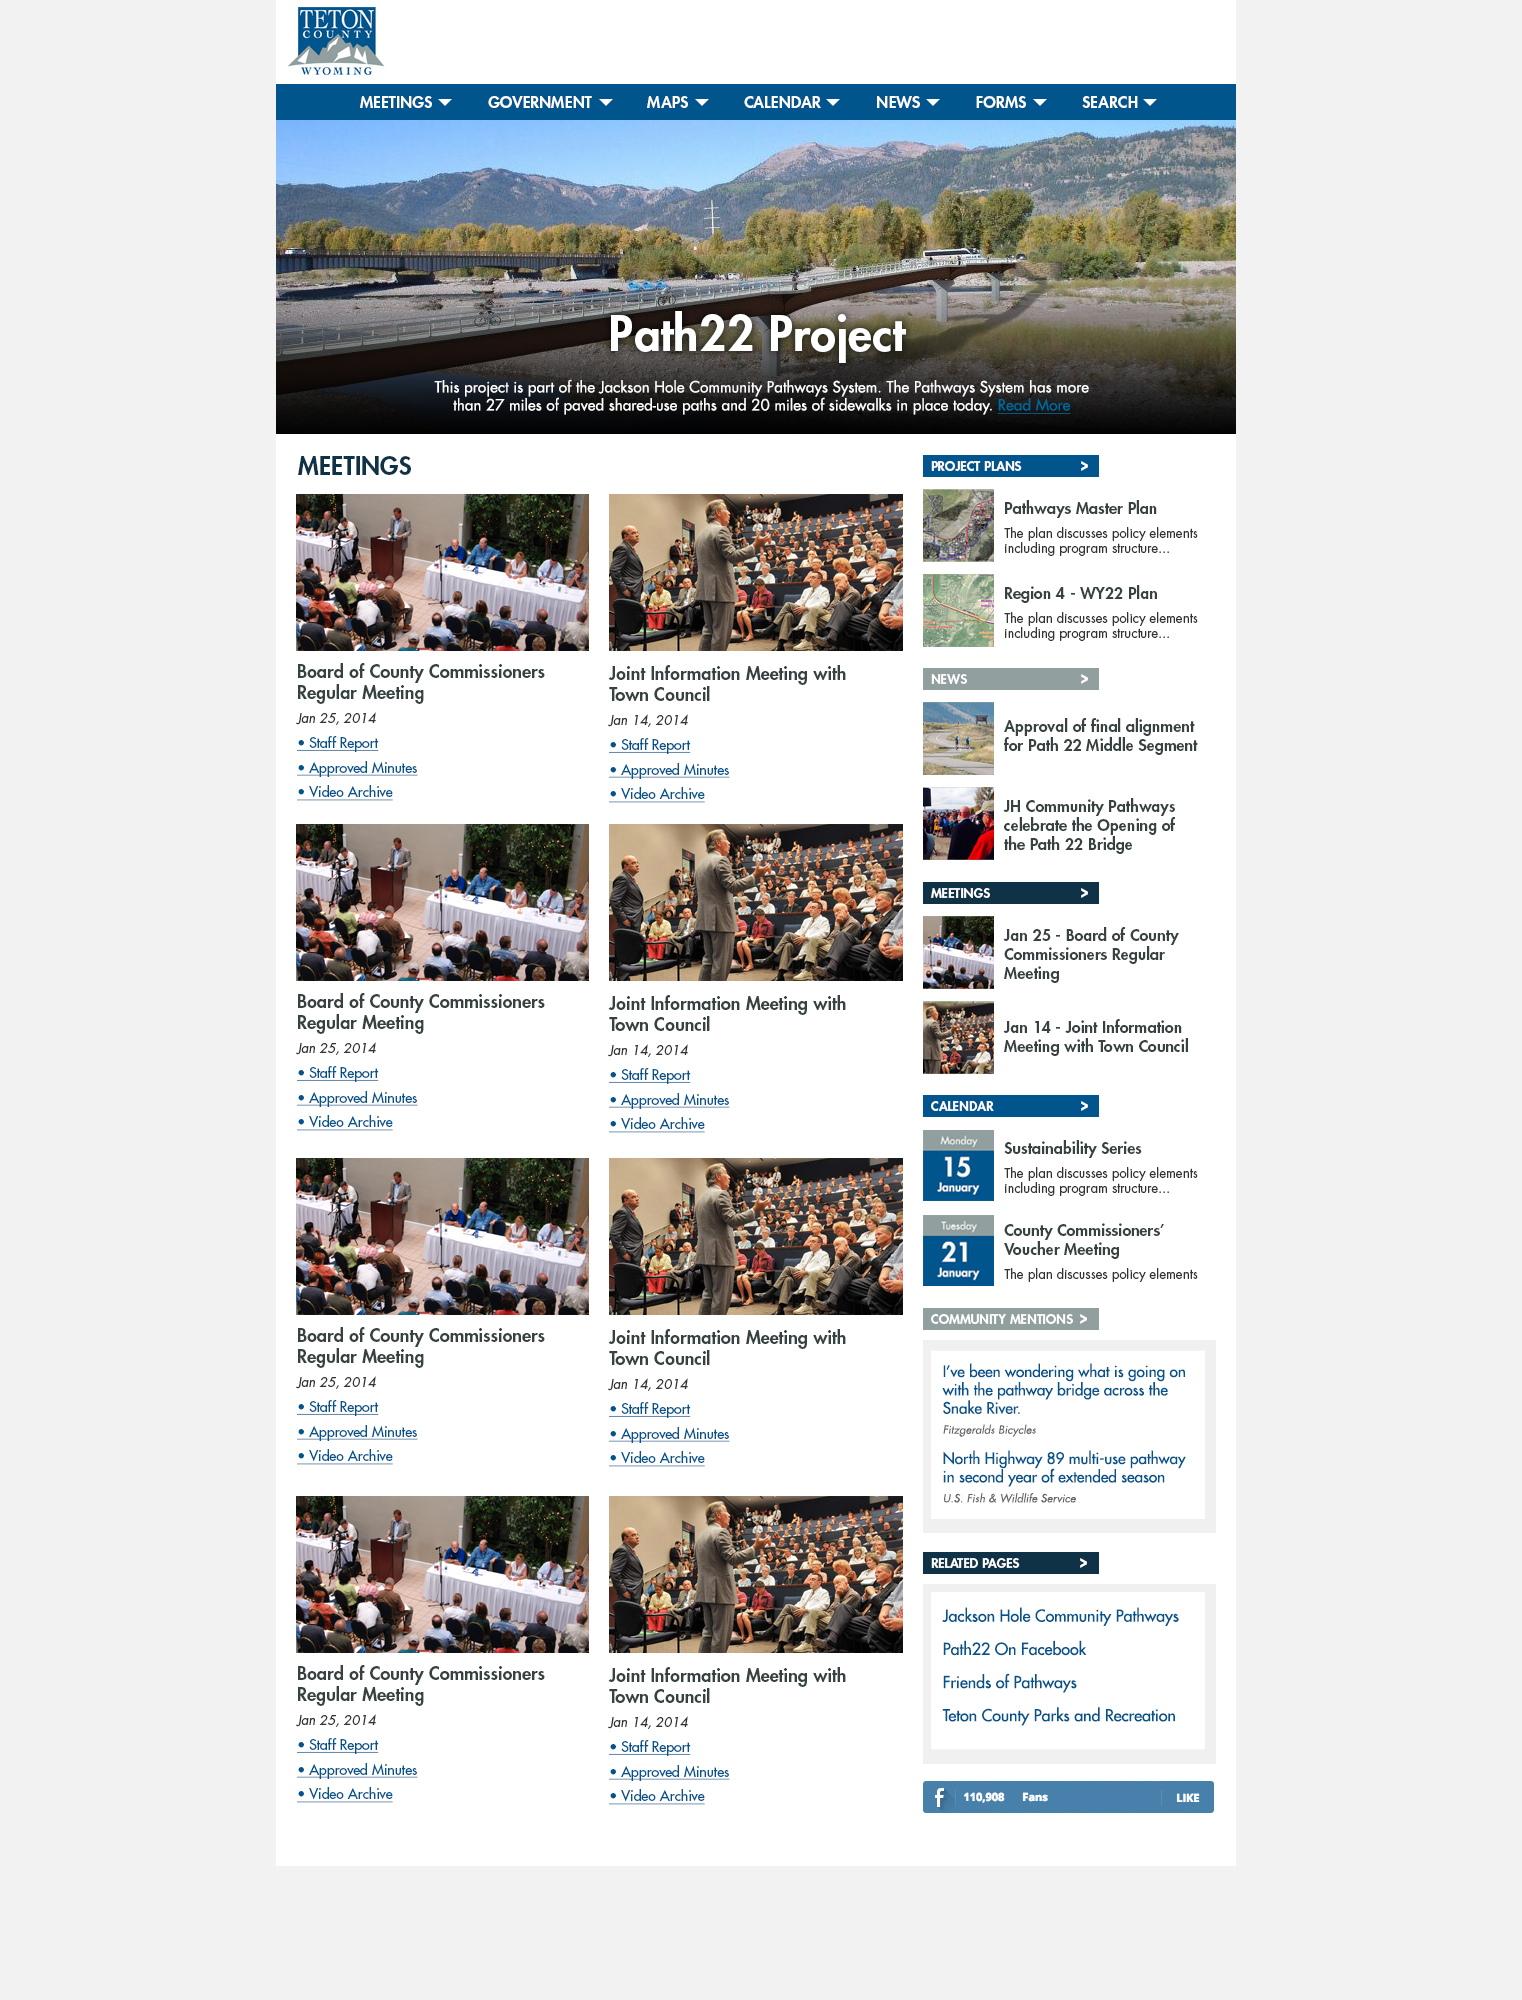 TETON
COUNTY
WYOMING
MEETINGS GOVERNMENT MAPS CALENDAR NEWS FORMS SEARCH
Path22 Project
This project is part of the Jackson Hole Community Pathways System. The Pathways System has more
than 27 miles of paved shared-use paths and 20 miles of sidewalks in place today. Read More
MEETINGS
Board of County Commissioners
Regular Meeting
Jan 25, 2014
• Staff Report
• Approved Minutes
• Video Archive
Joint Information Meeting with
Town Council
Jan 14, 2014
• Staff Report
• Approved Minutes
• Video Archive
Board of County Commissioners
Regular Meeting
Jan 25, 2014
• Staff Report
• Approved Minutes
• Video Archive
Joint Information Meeting with
Town Council
Jan 14, 2014
• Staff Report
• Approved Minutes
• Video Archive
Board of County Commissioners
Regular Meeting
Jan 25, 2014
• Staff Report
• Approved Minutes
• Video Archive
Joint Information Meeting with
Town Council
Jan 14, 2014
• Staff Report
• Approved Minutes
• Video Archive
Board of County Commissioners
Regular Meeting
Jan 25, 2014
• Staff Report
• Approved Minutes
• Video Archive
Joint Information Meeting with
Town Council
Jan 14, 2014
• Staff Report
• Approved Minutes
• Video Archive
PROJECT PLANS >
Pathways Master Plan
The plan discusses policy elements
including program structure...
Region 4 - WY22 Plan
The plan discusses policy elements
including program structure...
NEWS >
Approval of final alignment
for Path 22 Middle Segment
JH Community Pathways
celebrate the Opening of
the Path 22 Bridge
MEETINGS >
Jan 25 - Board of County
Commissioners Regular
Meeting
Jan 14 - Joint Information
Meeting with Town Council
CALENDAR >
Monday
15
January
Sustainability Series
The plan discusses policy elements
including program structure...
Tuesday
21
January
County Commissioners’
Voucher Meeting
The plan discusses policy elements
COMMUNITY MENTIONS >
I’ve been wondering what is going on
with the pathway bridge across the
Snake River.
Fitzgeralds Bicycles
North Highway 89 multi-use pathway
in second year of extended season
U.S. Fish & Wildlife Service
RELATED PAGES >
Jackson Hole Community Pathways
Path22 On Facebook
Friends of Pathways
Teton County Parks and Recreation
f 110,908 Fans LIKE